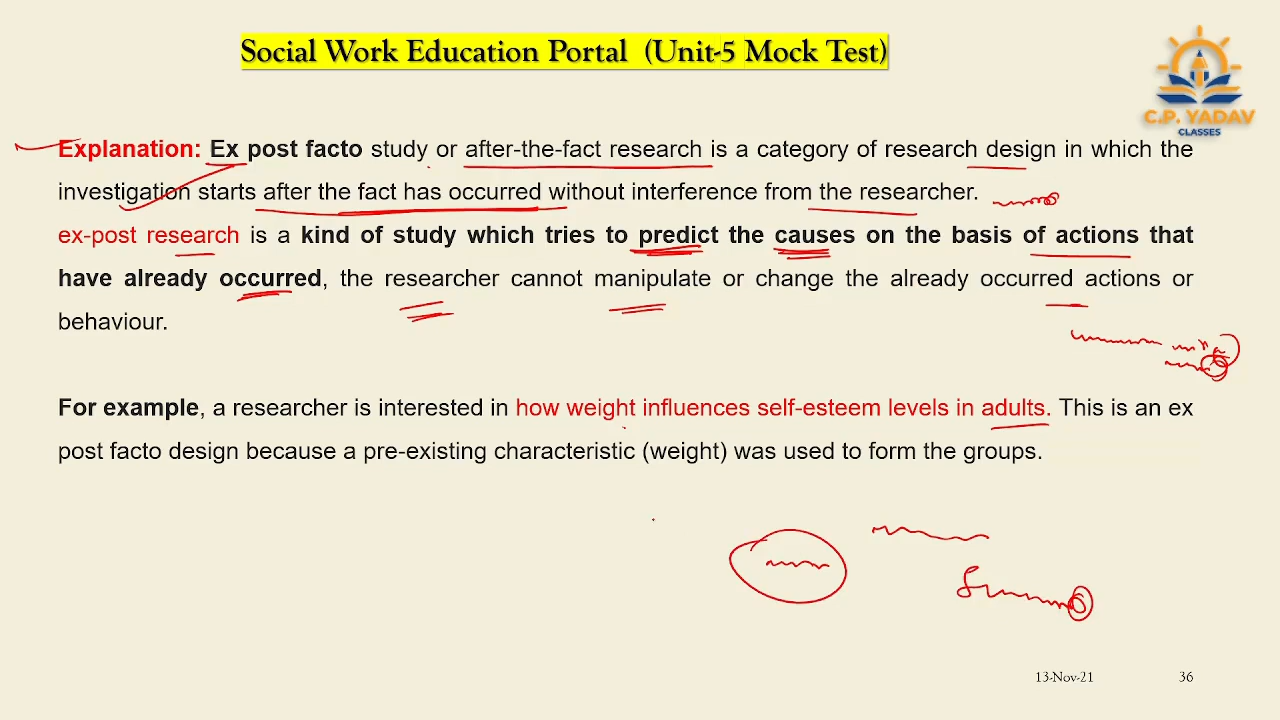 Social Work Education Portal (Unit-5 Mock Test)
C.P. YADAV
CLASSES
Explanation: Ex post facto study or after-the-fact research is a category of research design in which the
investigation starts after the fact has occurred without interference from the researcher.
ex-post research is a kind of study which tries to predict the causes on the basis of actions that
have already occurred, the researcher cannot manipulate or change the already occurred actions or
behaviour.
For example, a researcher is interested in how weight influences self-esteem levels in adults. This is an ex
post facto design because a pre-existing characteristic (weight) was used to form the groups.
13-Nov-21
36